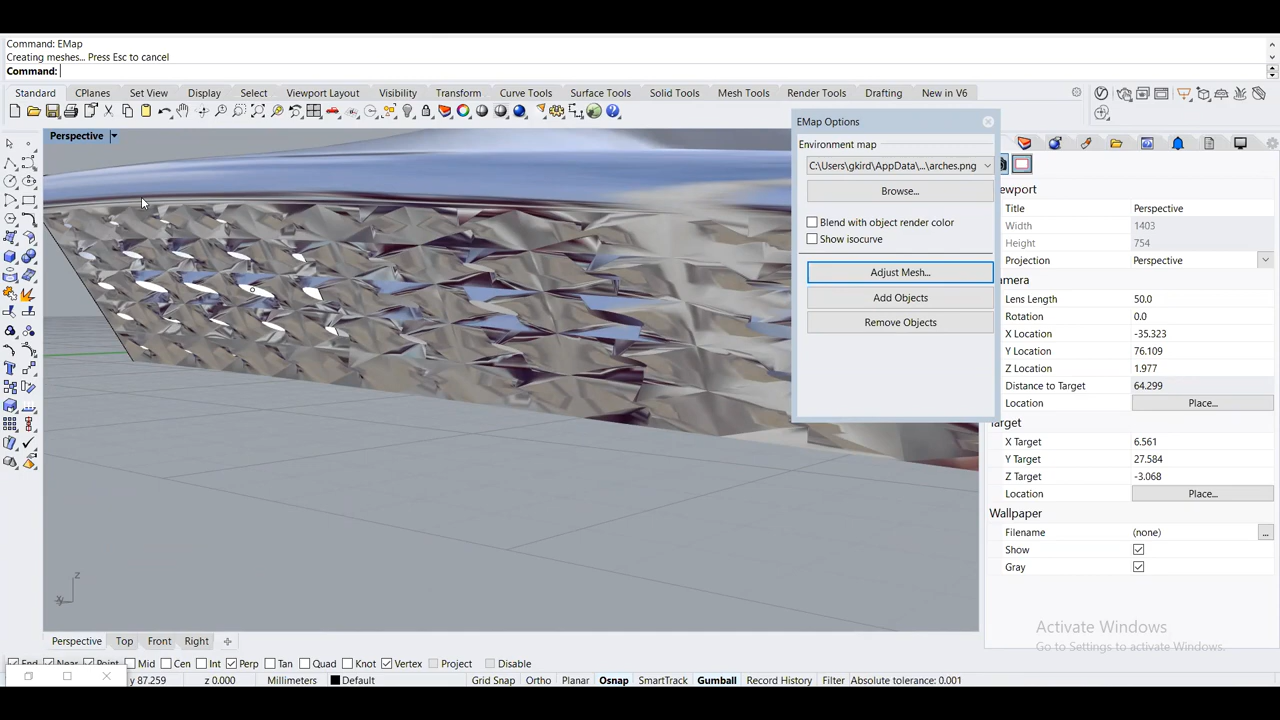 Command: EMap
Creating meshes... Press Esc to cancel
Command:
Standard CPlanes Set View Display Select Viewport Layout Visibility Transform Curve Tools Surface Tools Solid Tools Mesh Tools Render Tools Drafting New in V6
Perspective
EMap Options
Environment map
C:\Users\gkird\AppData\...\arches.png
Browse...
Blend with object render color
Show isocurve
Adjust Mesh...
Add Objects
Remove Objects
Title Perspective
Width 1403
Height 754
Projection Perspective
Lens Length 50.0
Rotation 0.0
X Location -35.323
Y Location 76.109
Z Location 1.977
Distance to Target 64.299
Location Place...
X Target 6.561
Y Target 27.584
Z Target -3.068
Location Place...
Wallpaper
Filename (none) ...
Show
Gray
Activate Windows
Go to Settings to activate Windows.
z
Perspective Top Front Right
Mid Cen Int Perp Tan Quad Knot Vertex Project Disable
y 87.259 z 0.000 Millimeters Default Grid Snap Ortho Planar Osnap SmartTrack Gumball Record History Filter Absolute tolerance: 0.001